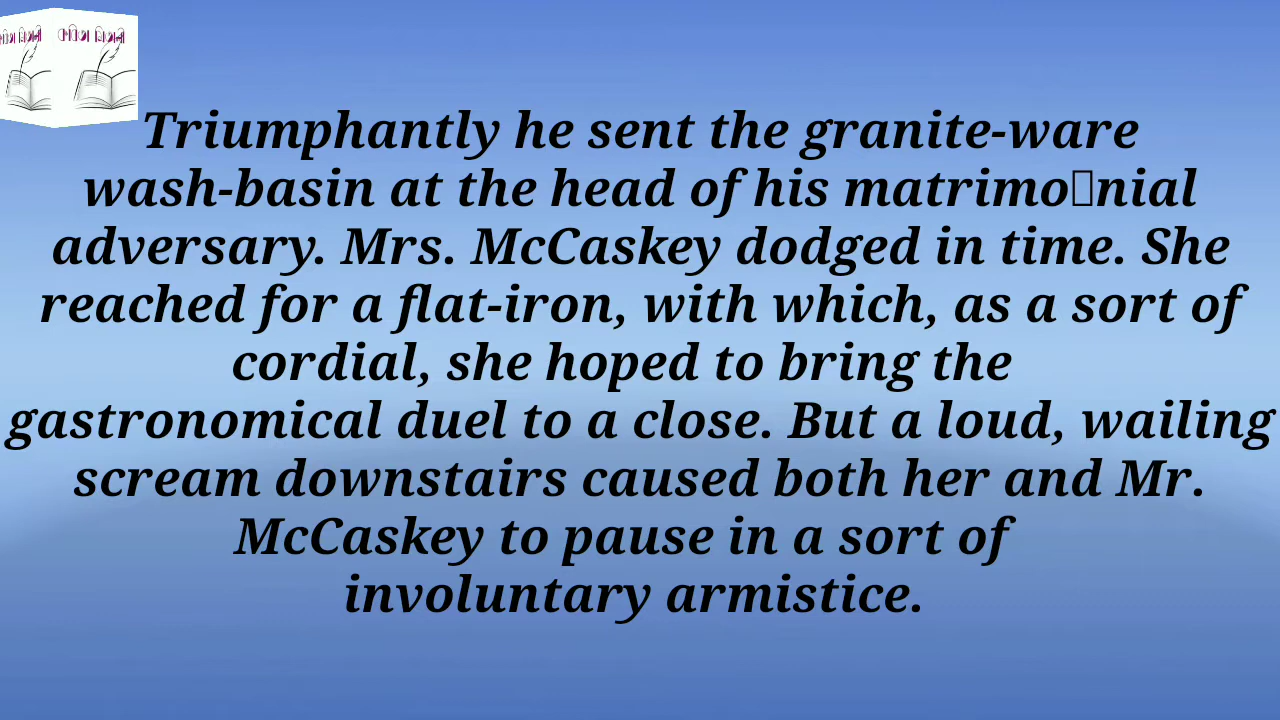 Triumphantly he sent the granite-ware
wash-basin at the head of his matrimo▯nial
adversary. Mrs. McCaskey dodged in time. She
reached for a flat-iron, with which, as a sort of
cordial, she hoped to bring the
gastronomical duel to a close. But a loud, wailing
scream downstairs caused both her and Mr.
McCaskey to pause in a sort of
involuntary armistice.